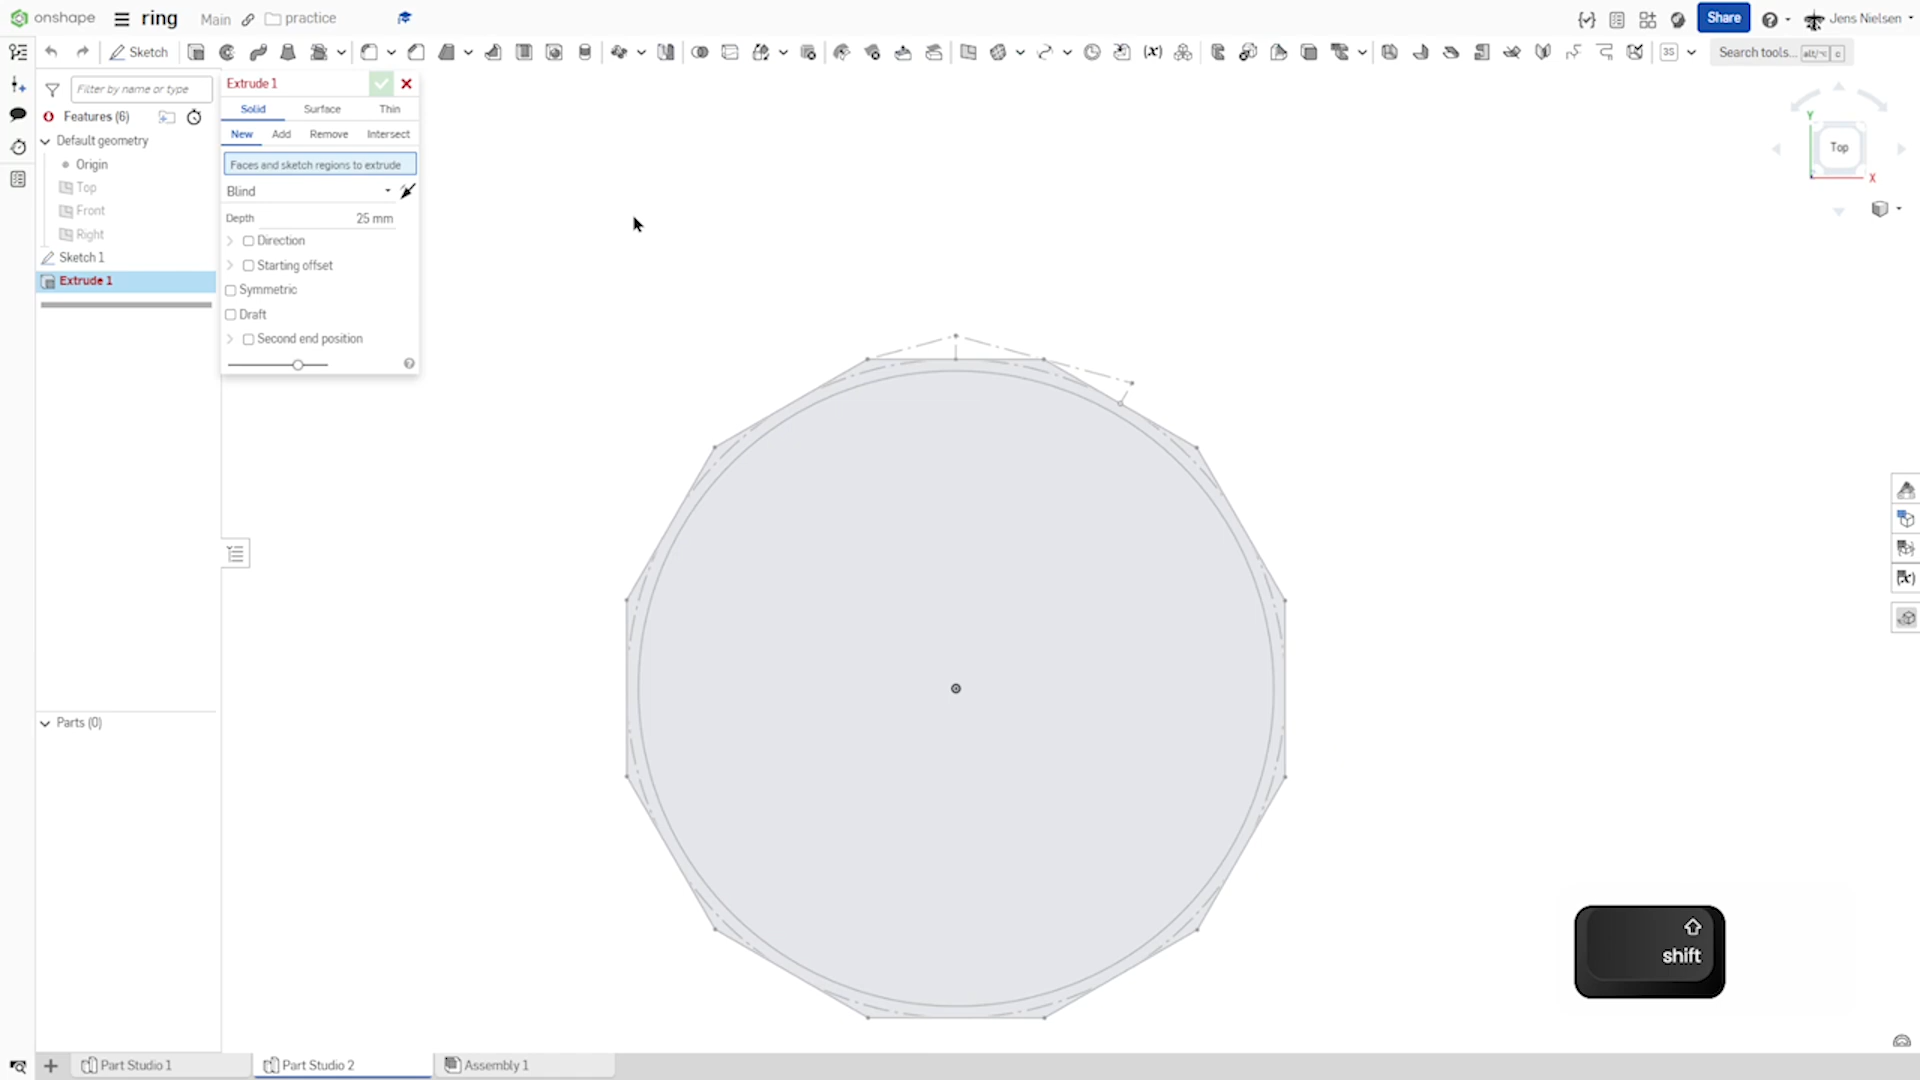 onshape ring Main practice Share Jens Nielsen
Sketch Search tools... alt/⌥ c
Filter by name or type
Features (6)
Default geometry
Origin
Top
Front
Right
Sketch 1
Extrude 1
Parts (0)
Extrude 1
Solid Surface Thin
New Add Remove Intersect
Faces and sketch regions to extrude
Blind
Depth 25 mm
Direction
Starting offset
Symmetric
Draft
Second end position
Y
Top
X
shift
Part Studio 1 Part Studio 2 Assembly 1